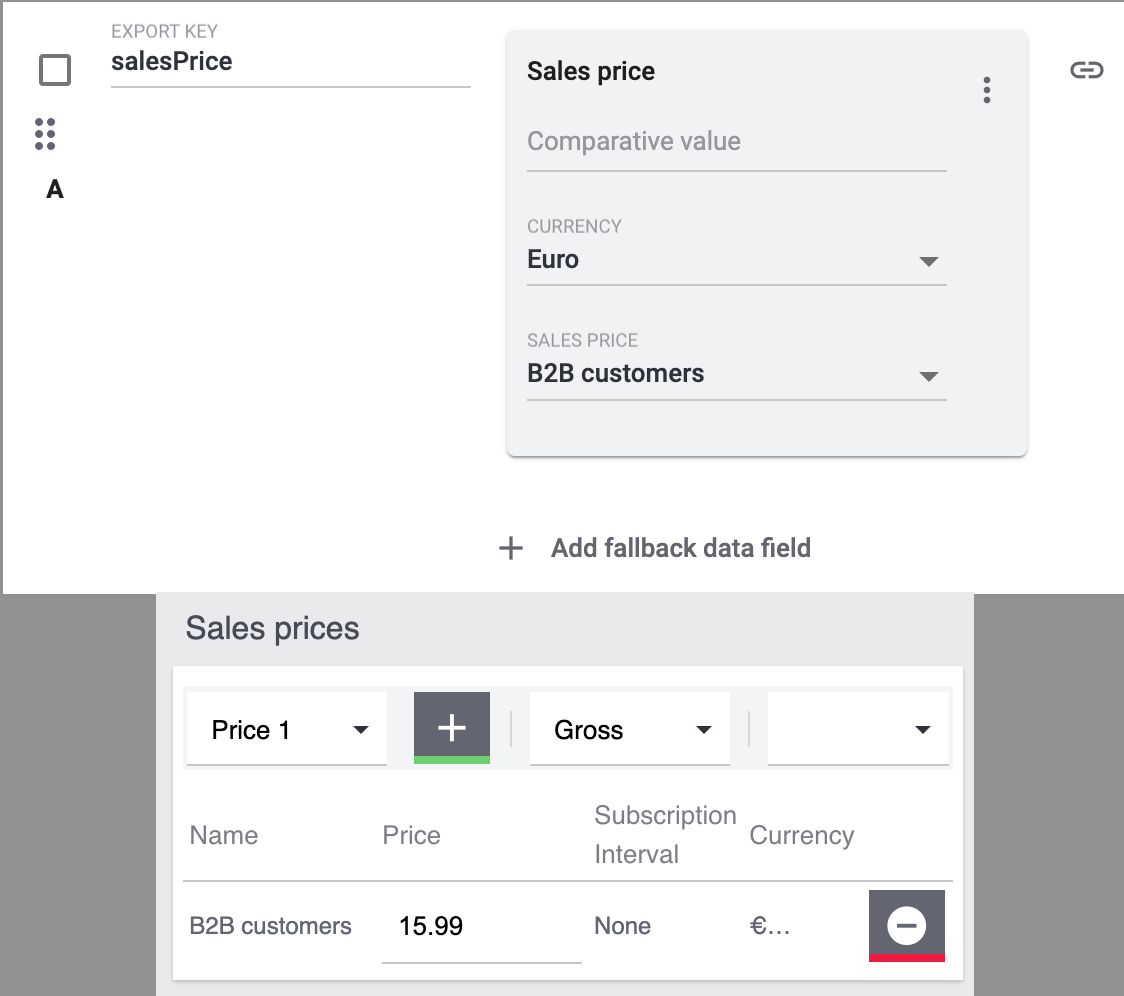 EXPORT KEY
salesPrice
A
Sales price
Comparative value
CURRENCY
Euro
SALES PRICE
B2B customers
Add fallback data field
Sales prices
Price 1
Gross
Name
Price
Subscription
Interval
Currency
B2B customers
15.99
None
€...